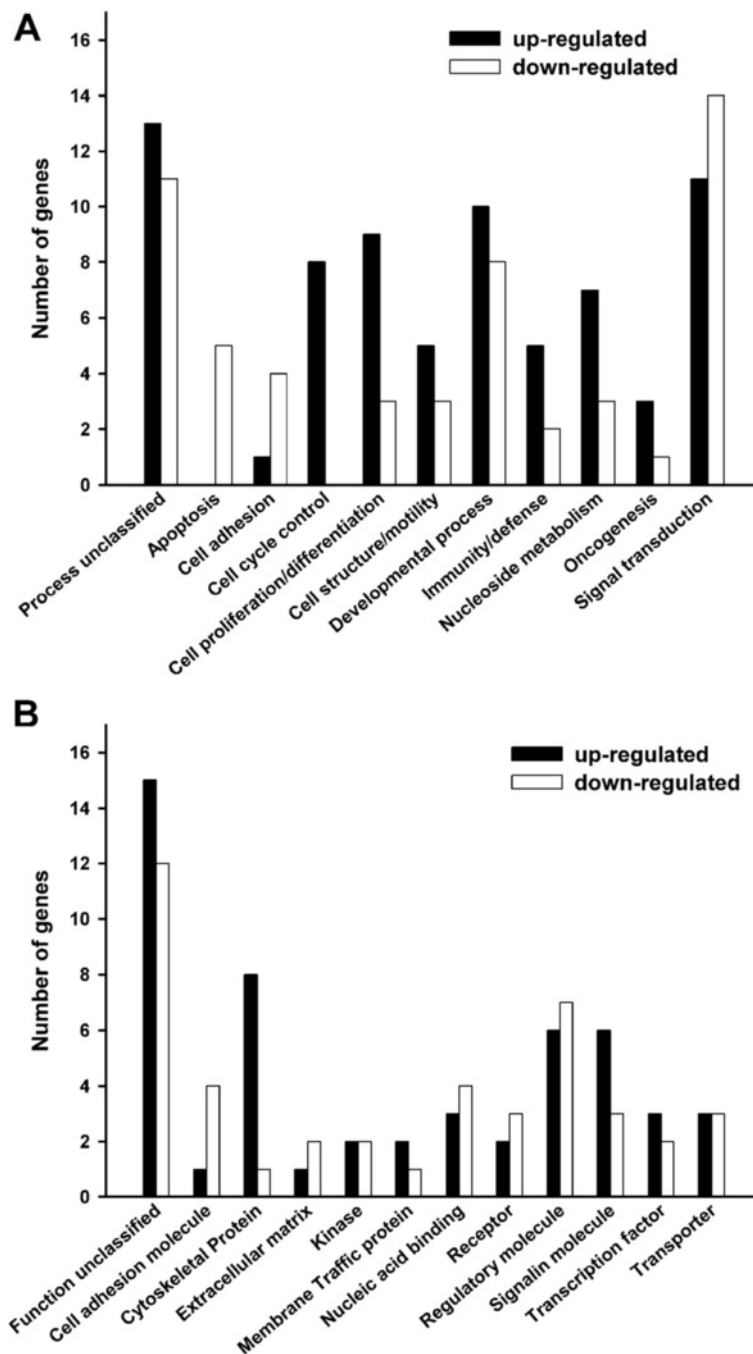 A
up-regulated
down-regulated
Number of genes
16
14
12
10
8
6
4
2
0
Process unclassified
Apoptosis
Cell adhesion
Cell cycle control
Cell proliferation/differentiation
Cell structure/motility
Developmental process
Immunity/defense
Nucleoside metabolism
Oncogenesis
Signal transduction
B
up-regulated
down-regulated
Number of genes
16
14
12
10
8
6
4
2
0
Function unclassified
Cell adhesion molecule
Cytoskeletal Protein
Extracellular matrix
Kinase
Membrane Traffic protein
Nucleic acid binding
Receptor
Regulatory molecule
Signalin molecule
Transcription factor
Transporter